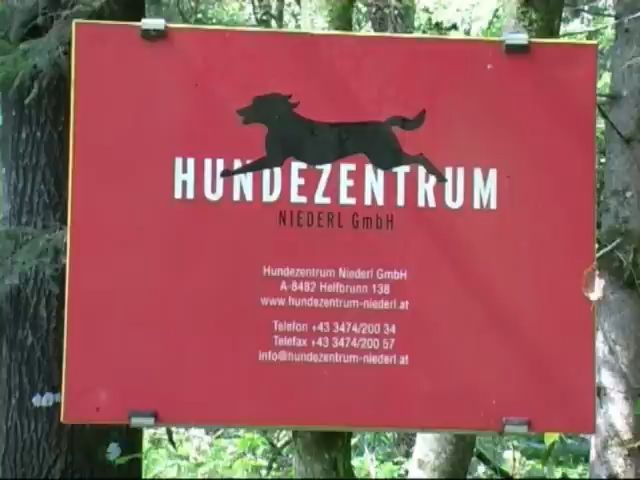 HUNDEZENTRUM
NIEDERL GmbH
Hundezentrum Niederl GmbH
A-8482 Helfbrunn 138
www.hundezentrum-niederl.at
Telefon +43 3474/200 34
Telefax +43 3474/200 57
info@hundezentrum-niederl.at